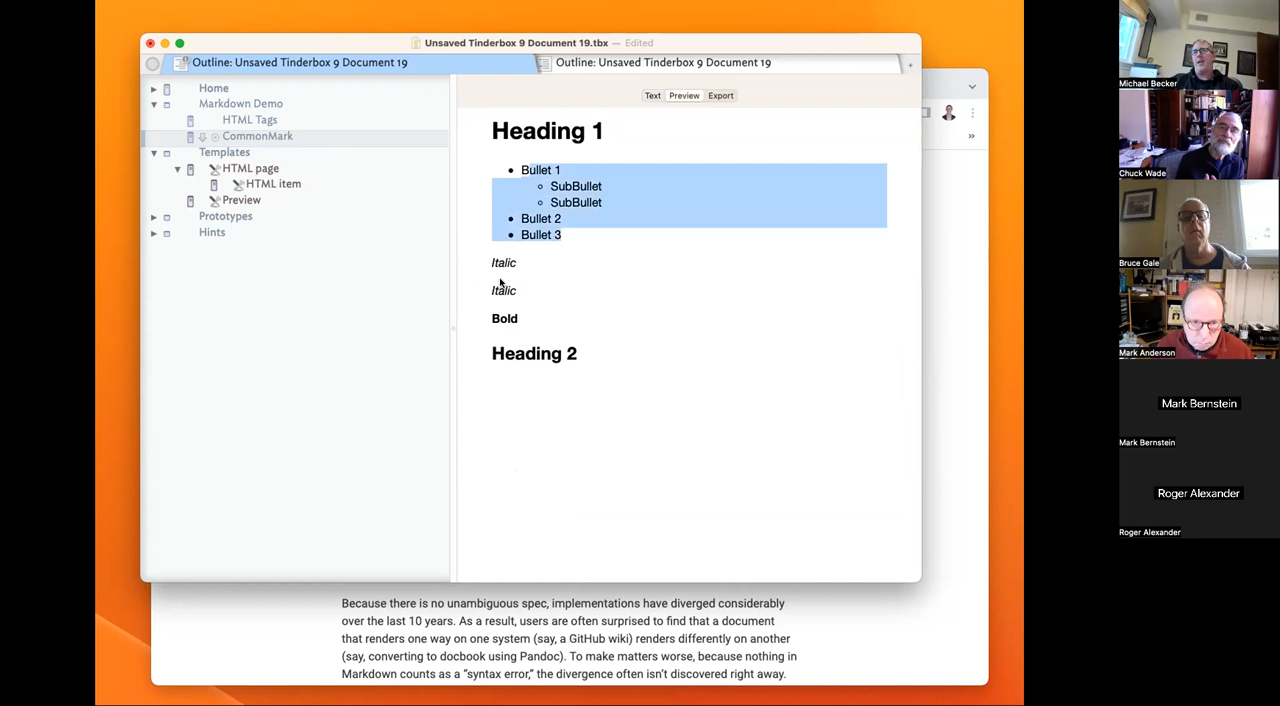 Unsaved Tinderbox 9 Document 19.tbx — Edited
Outline: Unsaved Tinderbox 9 Document 19
Outline: Unsaved Tinderbox 9 Document 19
+
Home
Markdown Demo
HTML Tags
CommonMark
Templates
HTML page
HTML item
Preview
Prototypes
Hints
Text Preview Export
Heading 1
• Bullet 1
○ SubBullet
○ SubBullet
• Bullet 2
• Bullet 3
Italic
Italic
Bold
Heading 2
»
Because there is no unambiguous spec, implementations have diverged considerably
over the last 10 years. As a result, users are often surprised to find that a document
that renders one way on one system (say, a GitHub wiki) renders differently on another
(say, converting to docbook using Pandoc). To make matters worse, because nothing in
Markdown counts as a “syntax error,” the divergence often isn’t discovered right away.
Michael Becker
Chuck Wade
Bruce Gale
Mark Anderson
Mark Bernstein
Mark Bernstein
Roger Alexander
Roger Alexander